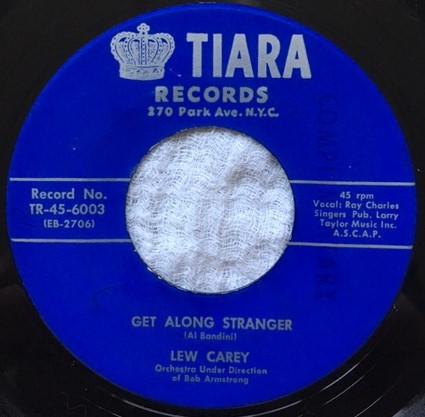 TIARA
RECORDS
270 Park Ave. N.Y.C.
Record No.
TR-45-6003
(EB-2706)
45 rpm
Vocal: Ray Charles
Singers Pub. Larry
Taylor Music Inc.
A.S.C.A.P.
GET ALONG STRANGER
(Al Bandini)
LEW CAREY
Orchestra Under Direction
of Bob Armstrong